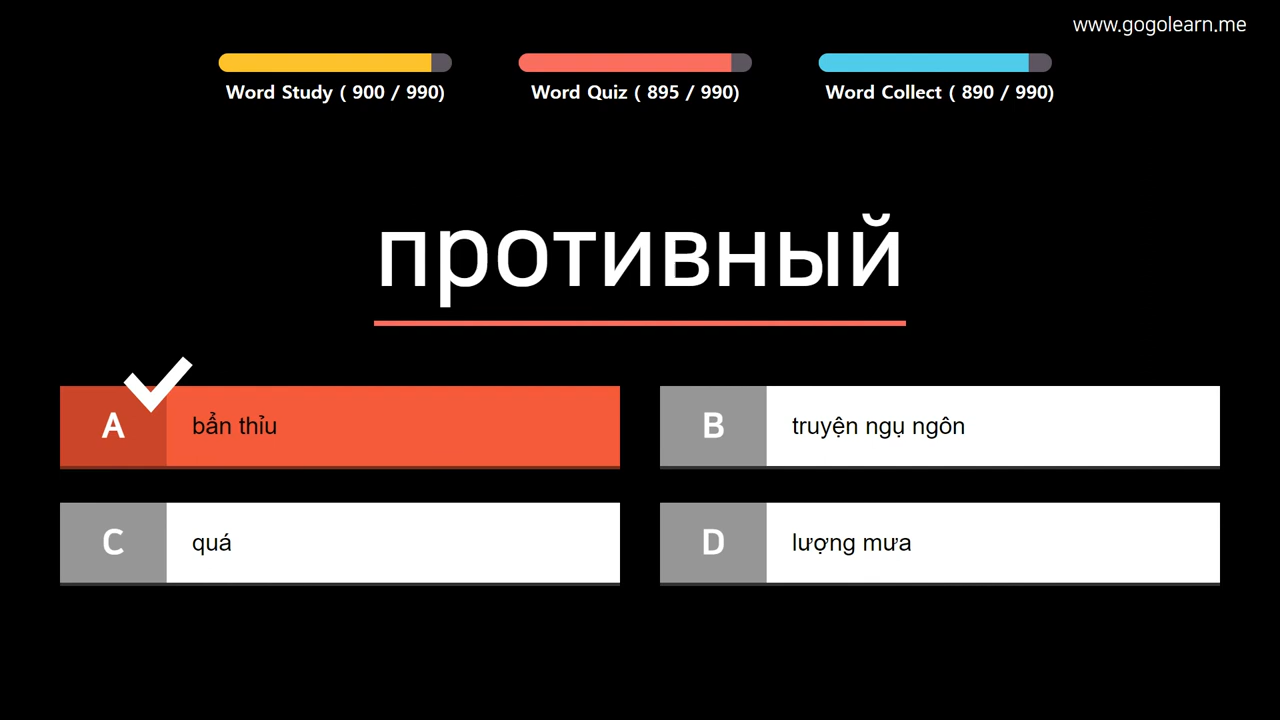 www.gogolearn.me
Word Study ( 900 / 990)
Word Quiz ( 895 / 990)
Word Collect ( 890 / 990)
противный
A bẩn thỉu
B truyện ngụ ngôn
C quá
D lượng mưa